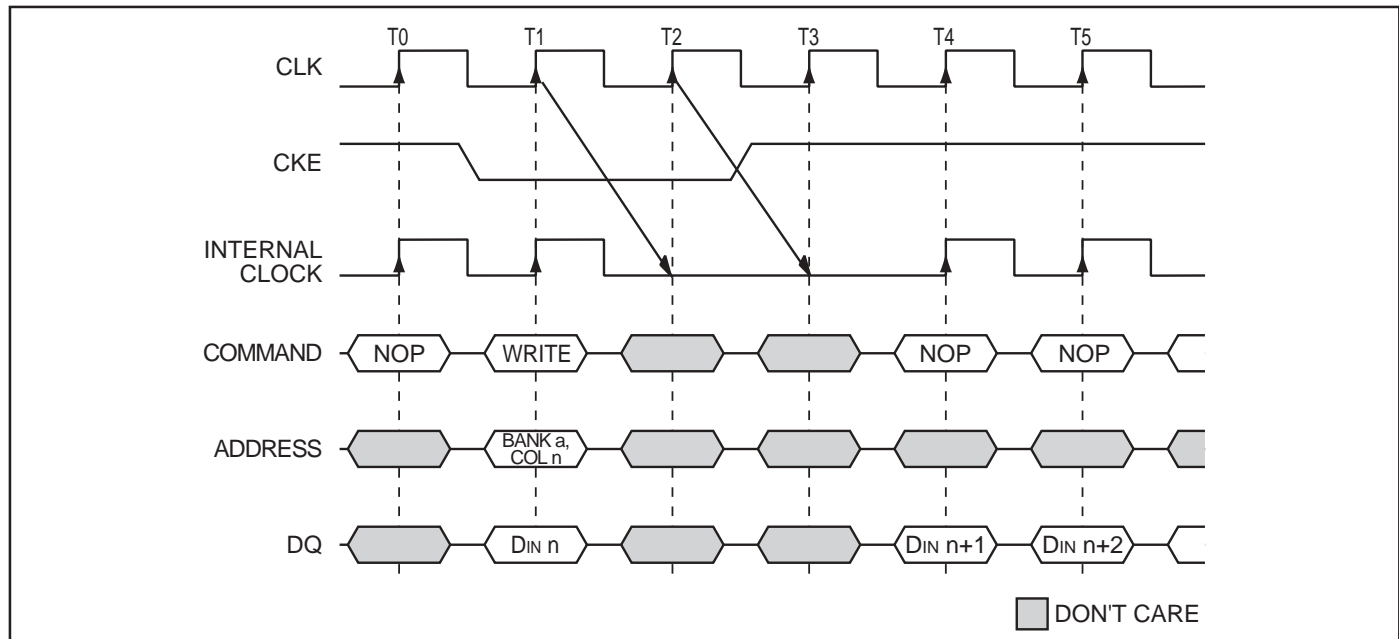 T0 T1 T2 T3 T4 T5
CLK
CKE
INTERNAL
CLOCK
COMMAND NOP WRITE NOP NOP
ADDRESS BANK a,
COL n
DQ DIN n DIN n+1 DIN n+2
DON'T CARE